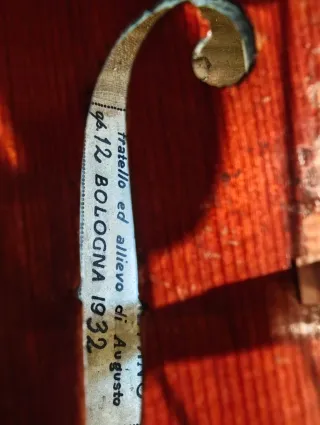 fratello ed allievo di Augusto
op. 12 BOLOGNA 1932